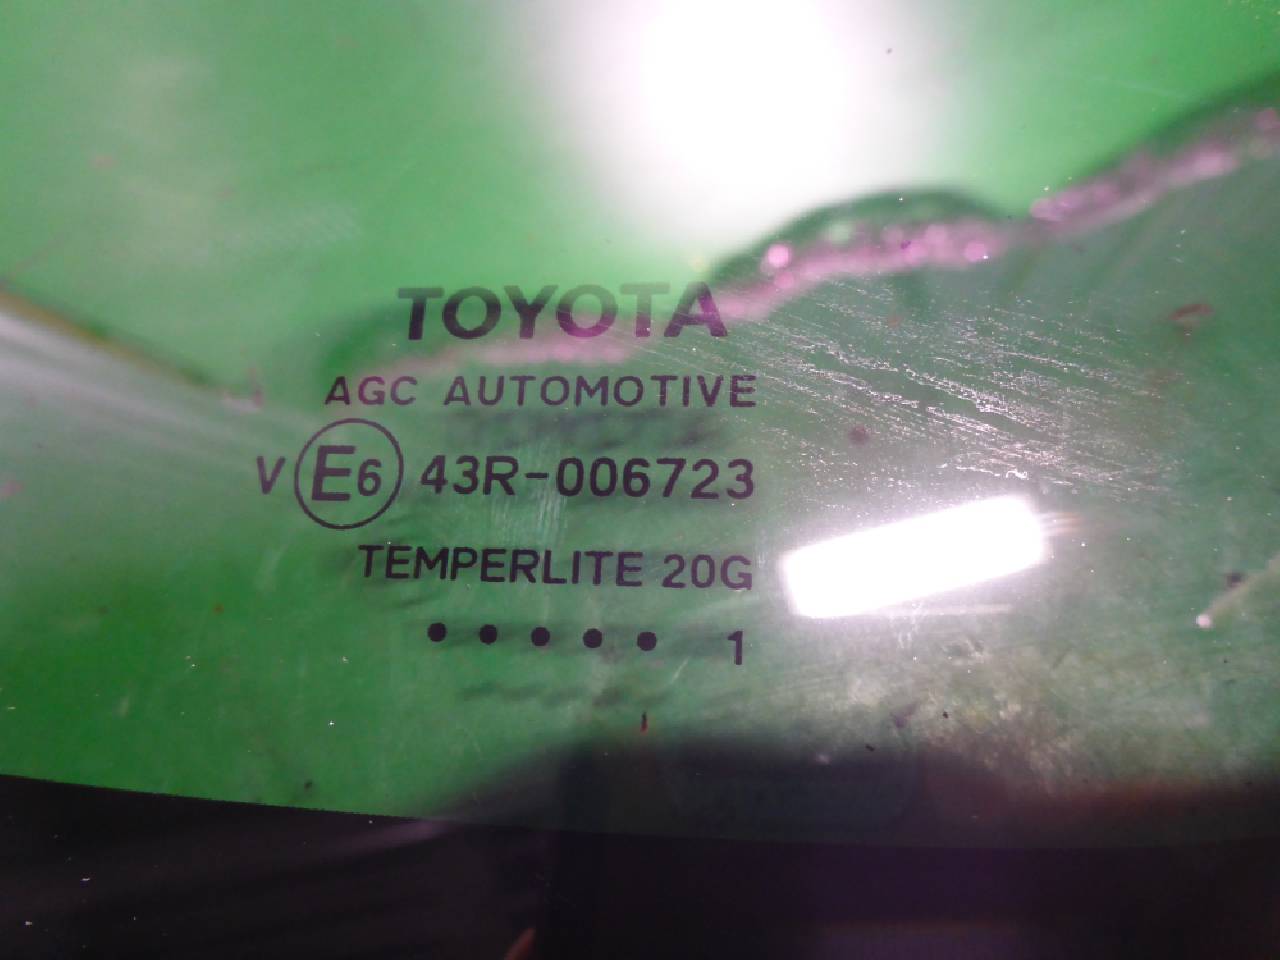 TOYOTA
AGC AUTOMOTIVE
V E6 43R-006723
TEMPERLITE 20G
• • • • • 1